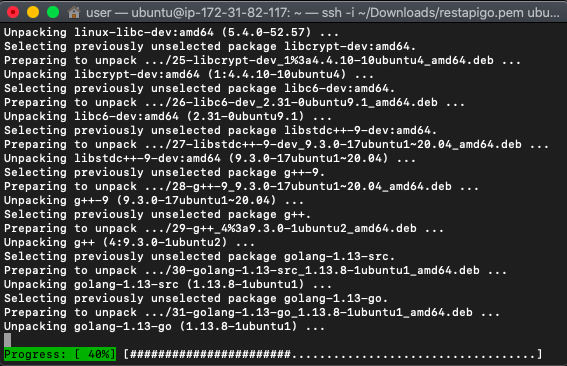 user — ubuntu@ip-172-31-82-117: ~ — ssh -i ~/Downloads/restapigo.pem ubu...
Unpacking linux-libc-dev:amd64 (5.4.0-52.57) ...
Selecting previously unselected package libcrypt-dev:amd64.
Preparing to unpack .../25-libcrypt-dev_1%3a4.4.10-10ubuntu4_amd64.deb ...
Unpacking libcrypt-dev:amd64 (1:4.4.10-10ubuntu4) ...
Selecting previously unselected package libc6-dev:amd64.
Preparing to unpack .../26-libc6-dev_2.31-0ubuntu9.1_amd64.deb ...
Unpacking libc6-dev:amd64 (2.31-0ubuntu9.1) ...
Selecting previously unselected package libstdc++-9-dev:amd64.
Preparing to unpack .../27-libstdc++-9-dev_9.3.0-17ubuntu1~20.04_amd64.deb ...
Unpacking libstdc++-9-dev:amd64 (9.3.0-17ubuntu1~20.04) ...
Selecting previously unselected package g++-9.
Preparing to unpack .../28-g++-9_9.3.0-17ubuntu1~20.04_amd64.deb ...
Unpacking g++-9 (9.3.0-17ubuntu1~20.04) ...
Selecting previously unselected package g++.
Preparing to unpack .../29-g++_4%3a9.3.0-1ubuntu2_amd64.deb ...
Unpacking g++ (4:9.3.0-1ubuntu2) ...
Selecting previously unselected package golang-1.13-src.
Preparing to unpack .../30-golang-1.13-src_1.13.8-1ubuntu1_amd64.deb ...
Unpacking golang-1.13-src (1.13.8-1ubuntu1) ...
Selecting previously unselected package golang-1.13-go.
Preparing to unpack .../31-golang-1.13-go_1.13.8-1ubuntu1_amd64.deb ...
Unpacking golang-1.13-go (1.13.8-1ubuntu1) ...
Progress: [ 40%] [#######################...................................]